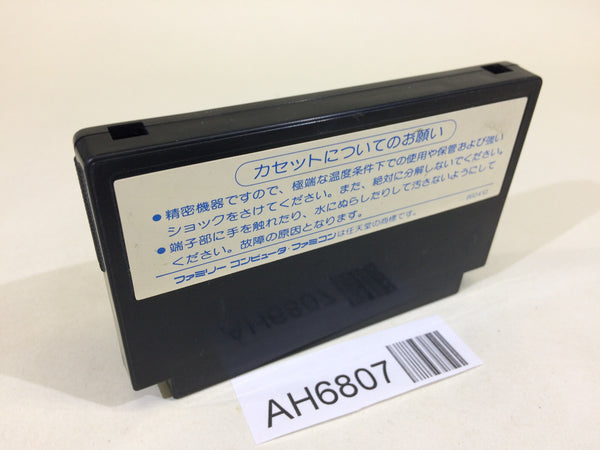 カセットについてのお願い
●精密機器ですので、極端な温度条件下での使用や保管および強い
ショックをさけてください。また、絶対に分解しないでください。
●端子部に手を触れたり、水にぬらしたりして汚さないようにして
ください。故障の原因となります。
ファミリーコンピュータ・ファミコンは任天堂の商標です。
AH6807